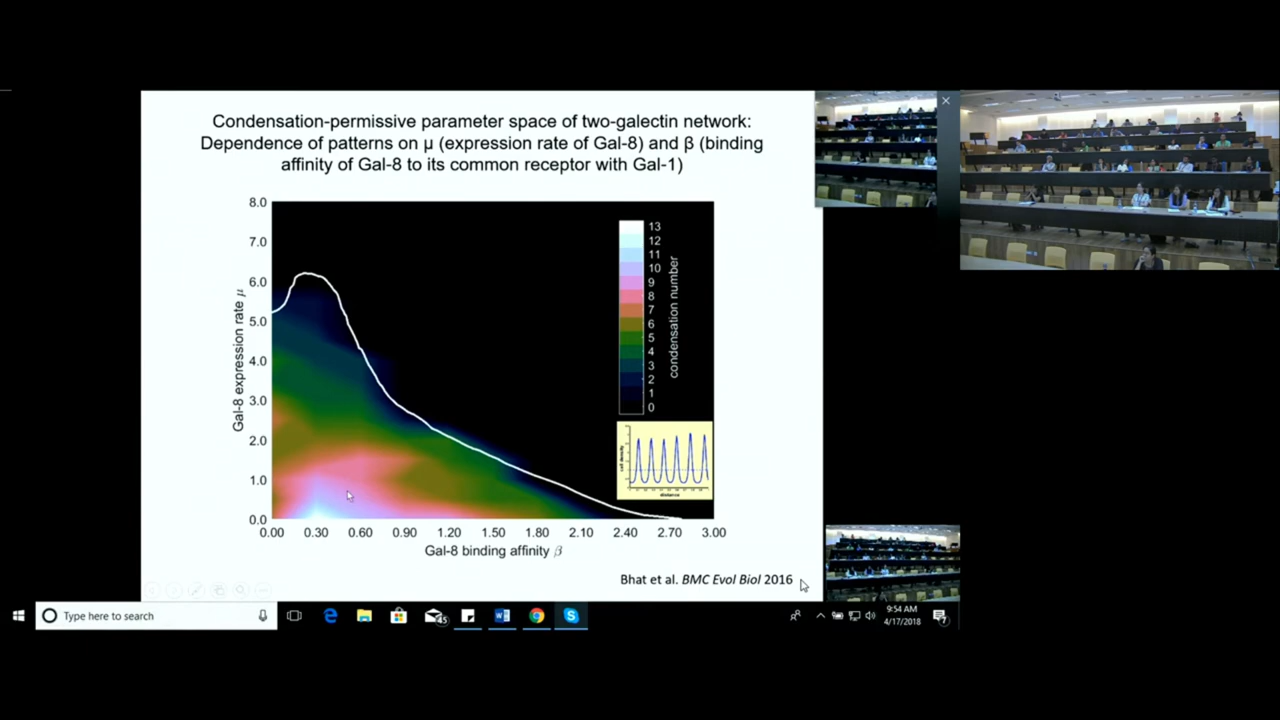 Condensation-permissive parameter space of two-galectin network:
Dependence of patterns on μ (expression rate of Gal-8) and β (binding
affinity of Gal-8 to its common receptor with Gal-1)
8.0
7.0
6.0
5.0
4.0
3.0
2.0
1.0
0.0
Gal-8 expression rate μ
0.00 0.30 0.60 0.90 1.20 1.50 1.80 2.10 2.40 2.70 3.00
Gal-8 binding affinity β
13
12
11
10
9
8
7
6
5
4
3
2
1
0
condensation number
cell density
distance
Bhat et al. BMC Evol Biol 2016
Type here to search
45
9:54 AM
4/17/2018
7